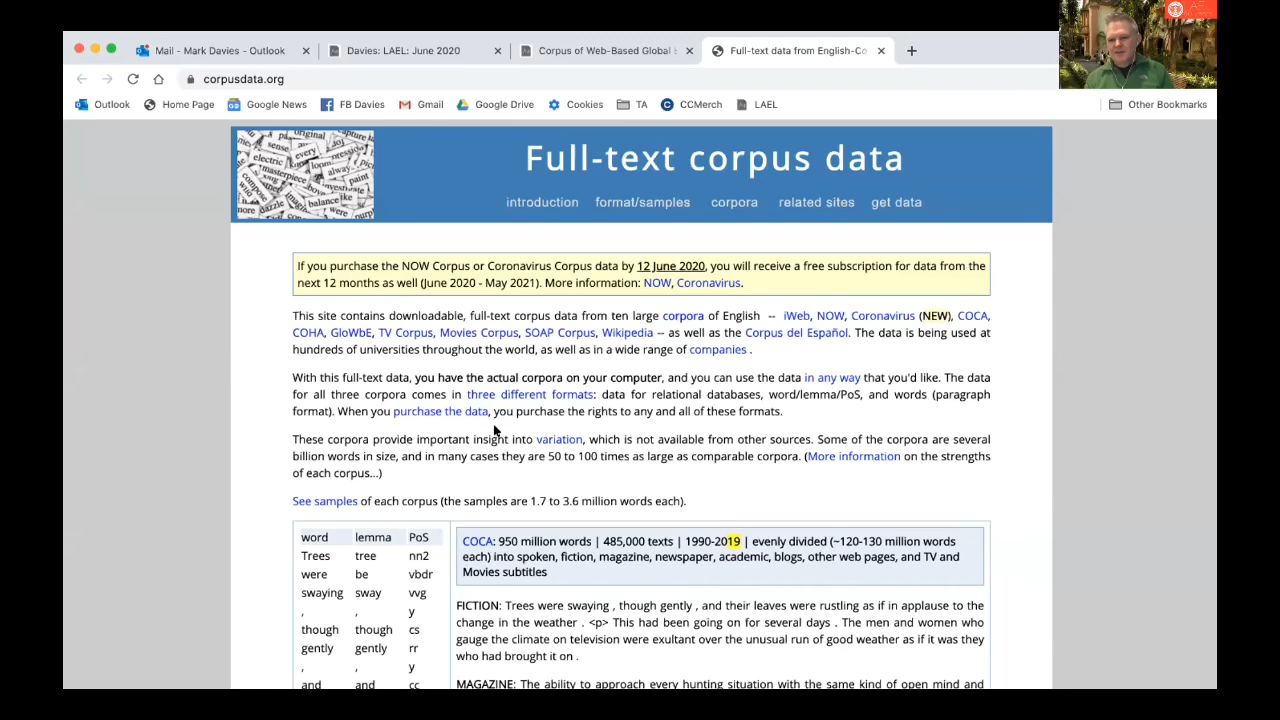 LAEL
Mail - Mark Davies - Outlook
Davies: LAEL: June 2020
Corpus of Web-Based Global E
Full-text data from English-Co
corpusdata.org
Outlook
Home Page
Google News
FB Davies
Gmail
Google Drive
Cookies
TA
CCMerch
LAEL
Other Bookmarks
Full-text corpus data
introduction format/samples corpora related sites get data
If you purchase the NOW Corpus or Coronavirus Corpus data by 12 June 2020, you will receive a free subscription for data from the
next 12 months as well (June 2020 - May 2021). More information: NOW, Coronavirus.
This site contains downloadable, full-text corpus data from ten large corpora of English -- iWeb, NOW, Coronavirus (NEW), COCA,
COHA, GloWbE, TV Corpus, Movies Corpus, SOAP Corpus, Wikipedia -- as well as the Corpus del Español. The data is being used at
hundreds of universities throughout the world, as well as in a wide range of companies .
With this full-text data, you have the actual corpora on your computer, and you can use the data in any way that you'd like. The data
for all three corpora comes in three different formats: data for relational databases, word/lemma/PoS, and words (paragraph
format). When you purchase the data, you purchase the rights to any and all of these formats.
These corpora provide important insight into variation, which is not available from other sources. Some of the corpora are several
billion words in size, and in many cases they are 50 to 100 times as large as comparable corpora. (More information on the strengths
of each corpus...)
See samples of each corpus (the samples are 1.7 to 3.6 million words each).
word lemma PoS
Trees tree nn2
were be vbdr
swaying sway vvg
, , y
though though cs
gently gently rr
, , y
and and cc
COCA: 950 million words | 485,000 texts | 1990-2019 | evenly divided (~120-130 million words
each) into spoken, fiction, magazine, newspaper, academic, blogs, other web pages, and TV and
Movies subtitles
FICTION: Trees were swaying , though gently , and their leaves were rustling as if in applause to the
change in the weather . <p> This had been going on for several days . The men and women who
gauge the climate on television were exultant over the unusual run of good weather as if it was they
who had brought it on .
MAGAZINE: The ability to approach every hunting situation with the same kind of open mind and